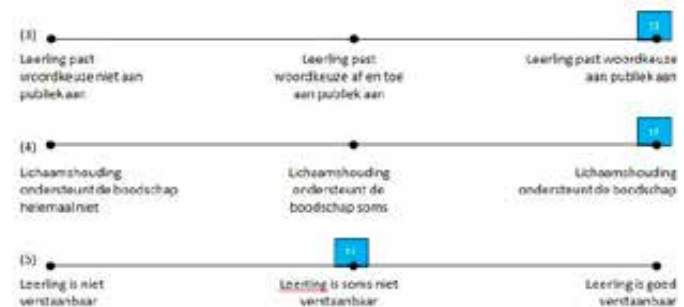 (3)
Leerling past
woordkeuze niet aan
publiek aan
Leerling past
woordkeuze af en toe
aan publiek aan
Leerling past woordkeuze
aan publiek aan
(4)
Lichaamshouding
ondersteunt de boodschap
helemaal niet
Lichaamshouding
ondersteunt de
boodschap soms
Lichaamshouding
ondersteunt de boodschap
(5)
Leerling is niet
verstaanbaar
Leerling is soms niet
verstaanbaar
Leerling is goed
verstaanbaar